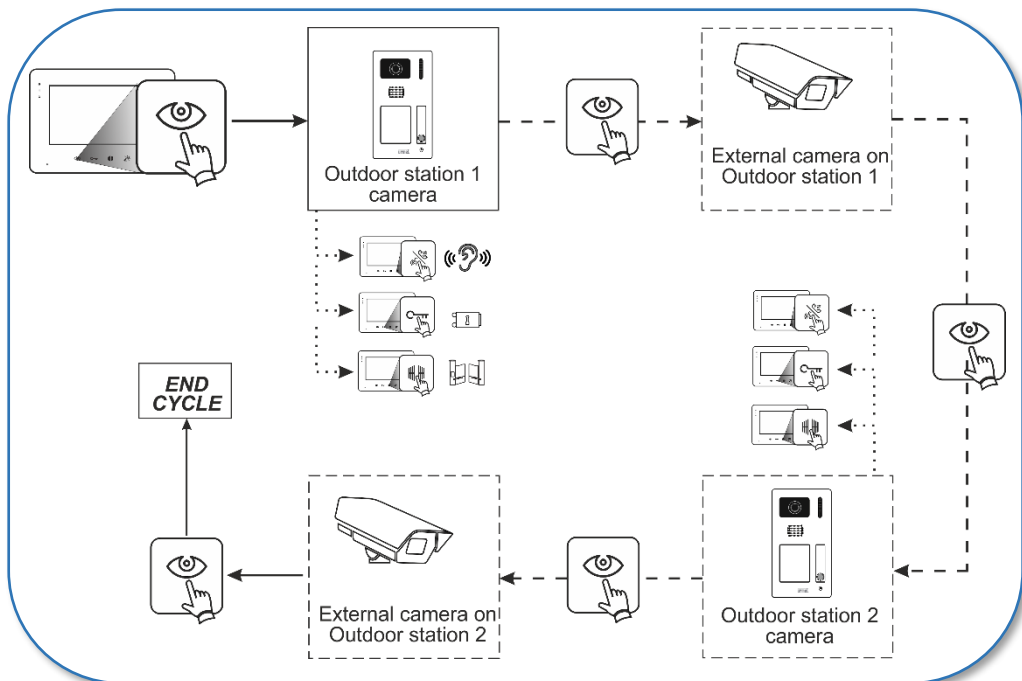 Outdoor station 1
camera
External camera on
Outdoor station 1
END
CYCLE
External camera on
Outdoor station 2
Outdoor station 2
camera